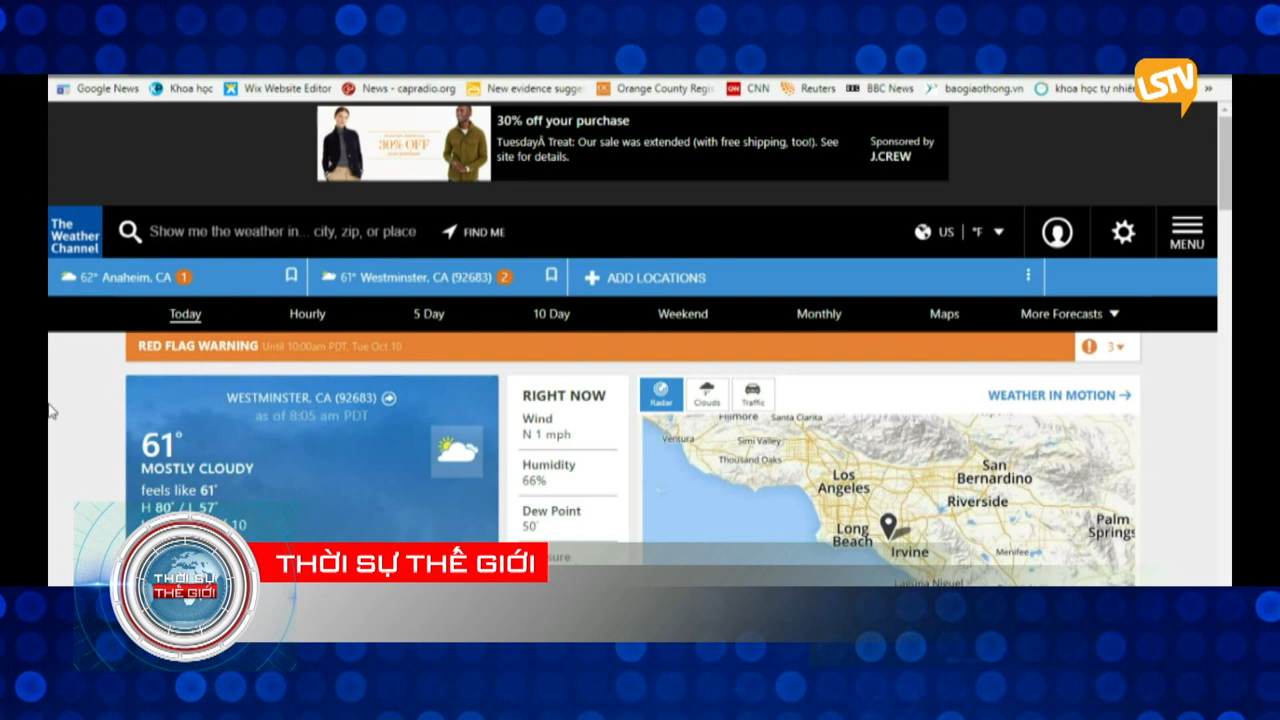 LSTV
Google News Khoa học Wix Website Editor News - capradio.org New evidence sugge Orange County Regis CNN Reuters BBC News baogiaothong.vn khoa học tự nhiên »
30% OFF
30% off your purchase
TuesdayÂ Treat: Our sale was extended (with free shipping, too!). See
site for details.
Sponsored by
J.CREW
The
Weather
Channel
Show me the weather in... city, zip, or place
FIND ME
US | °F
MENU
62° Anaheim, CA 1
61° Westminster, CA (92683) 2
ADD LOCATIONS
Today Hourly 5 Day 10 Day Weekend Monthly Maps More Forecasts
RED FLAG WARNING Until 10:00am PDT, Tue Oct 10
3
WESTMINSTER, CA (92683)
as of 8:05 am PDT
61°
MOSTLY CLOUDY
feels like 61°
H 80° / L 57°
10
RIGHT NOW
Wind
N 1 mph
Humidity
66%
Dew Point
50°
Radar Clouds Traffic
WEATHER IN MOTION →
Fillmore Santa Clarita
Ventura Simi Valley
Thousand Oaks
Los
Angeles
San
Bernardino
Riverside
Long
Beach
Irvine
Palm
Springs
Menifee
Laguna Niguel
THỜI SỰ THẾ GIỚI
THỜI SỰ
THẾ GIỚI